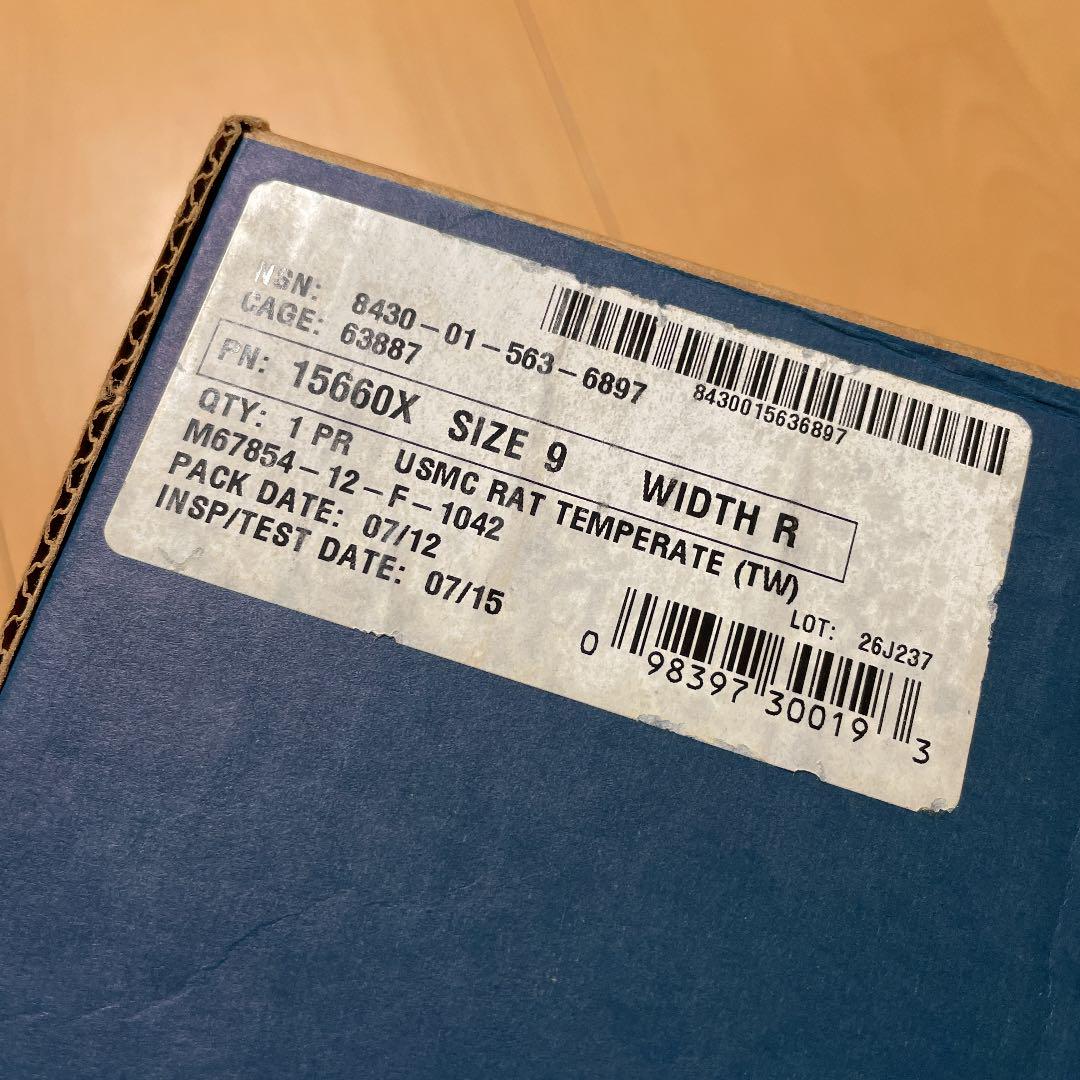 NSN: 8430-01-563-6897
CAGE: 63887
8430015636897
PN: 15660X SIZE 9 WIDTH R
QTY: 1 PR USMC RAT TEMPERATE (TW)
M67854-12-F-1042
PACK DATE: 07/12
INSP/TEST DATE: 07/15
LOT: 26J237
0 98397 30019 3